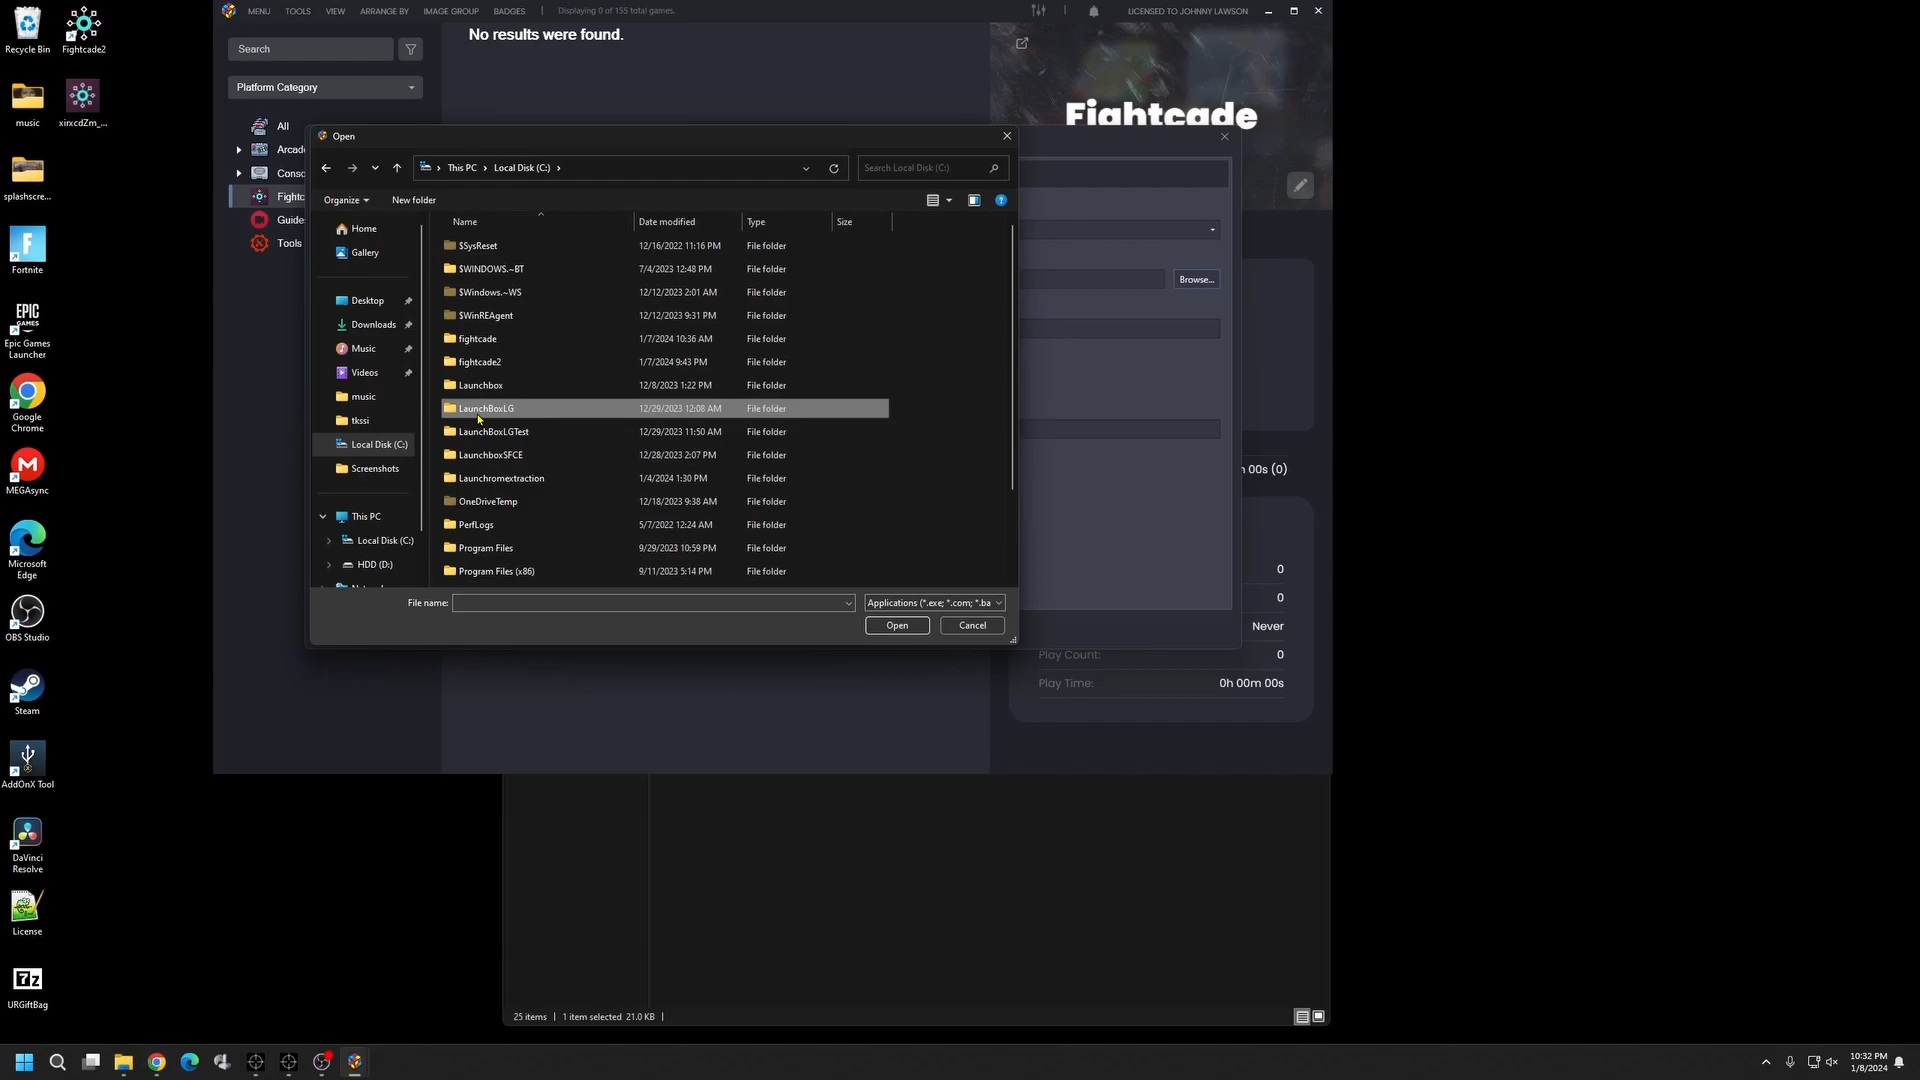 Recycle Bin
Fightcade2
music
xirxcdZm_...
splashscre...
Fortnite
EPIC GAMES
Epic Games
Launcher
Google
Chrome
MEGAsync
Microsoft
Edge
OBS Studio
Steam
AddOnX Tool
DaVinci
Resolve
License
7z
URGiftBag
MENU TOOLS VIEW ARRANGE BY IMAGE GROUP BADGES Displaying 0 of 155 total games. LICENSED TO JOHNNY LAWSON
No results were found.
Search
Platform Category
All
Arcade
Conso
Fightc
Guide
Tools
Fightcade
Browse...
h 00s (0)
0
0
Never
Play Count: 0
Play Time: 0h 00m 00s
Open
This PC > Local Disk (C:) >
Search Local Disk (C:)
Organize New folder
Home
Gallery
Desktop
Downloads
Music
Videos
music
tkssi
Local Disk (C:)
Screenshots
This PC
Local Disk (C:)
HDD (D:)
Name Date modified Type Size
$SysReset 12/16/2022 11:16 PM File folder
$WINDOWS.~BT 7/4/2023 12:48 PM File folder
$Windows.~WS 12/12/2023 2:01 AM File folder
$WinREAgent 12/12/2023 9:31 PM File folder
fightcade 1/7/2024 10:36 AM File folder
fightcade2 1/7/2024 9:43 PM File folder
Launchbox 12/8/2023 1:22 PM File folder
LaunchBoxLG 12/29/2023 12:08 AM File folder
LaunchBoxLGTest 12/29/2023 11:50 AM File folder
LaunchboxSFCE 12/28/2023 2:07 PM File folder
Launchromextraction 1/4/2024 1:30 PM File folder
OneDriveTemp 12/18/2023 9:38 AM File folder
PerfLogs 5/7/2022 12:24 AM File folder
Program Files 9/29/2023 10:59 PM File folder
Program Files (x86) 9/11/2023 5:14 PM File folder
File name: Applications (*.exe; *.com; *.ba
Open Cancel
25 items 1 item selected 21.0 KB
10:32 PM
1/8/2024